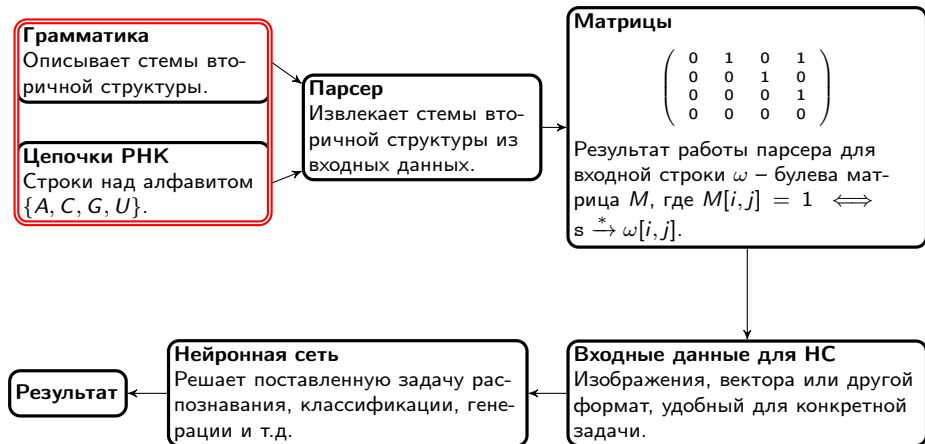 Грамматика
Описывает стемы вто-
ричной структуры.
Цепочки РНК
Строки над алфавитом
{A, C, G, U}.
Парсер
Извлекает стемы вто-
ричной структуры из
входных данных.
Матрицы
0 1 0 1
0 0 1 0
0 0 0 1
0 0 0 0
Результат работы парсера для
входной строки ω – булева мат-
рица M, где M[i, j] = 1 ⟺
s →* ω[i, j].
Входные данные для НС
Изображения, вектора или другой
формат, удобный для конкретной
задачи.
Нейронная сеть
Решает поставленную задачу рас-
познавания, классификации, гене-
рации и т.д.
Результат